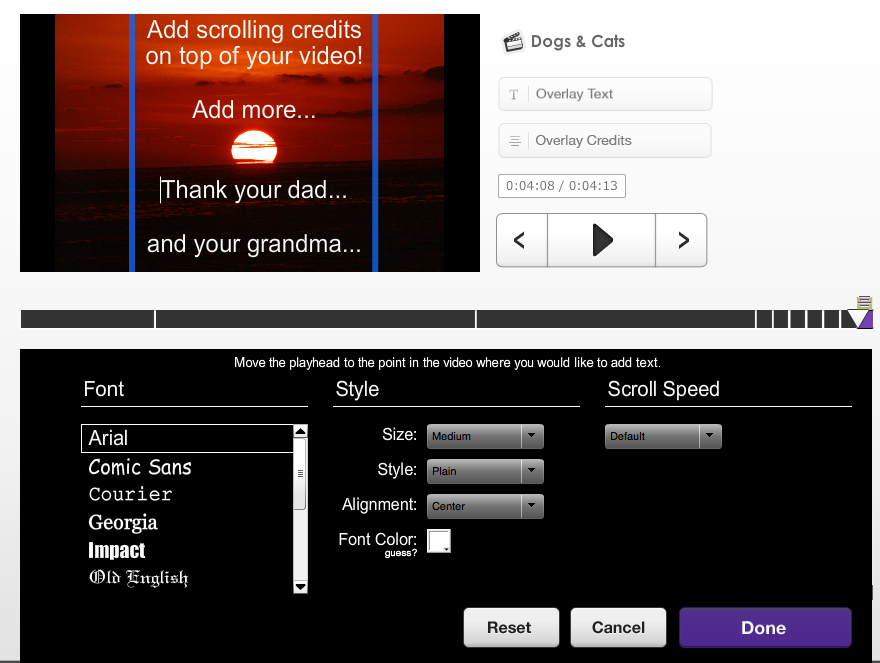 Add scrolling credits
on top of your video!
Add more...
Thank your dad...
and your grandma...
Dogs & Cats
T Overlay Text
Overlay Credits
0:04:08 / 0:04:13
< >
Move the playhead to the point in the video where you would like to add text.
Font
Arial
Comic Sans
Courier
Georgia
Impact
Old English
Style
Size: Medium
Style: Plain
Alignment: Center
Font Color:
guess?
Scroll Speed
Default
Reset Cancel Done